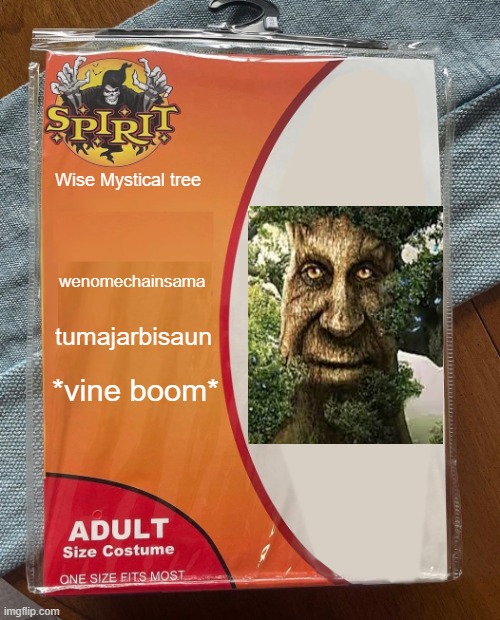 SPIRIT
Wise Mystical tree
wenomechainsama
tumajarbisaun
*vine boom*
ADULT
Size Costume
ONE SIZE FITS MOST
imgflip.com